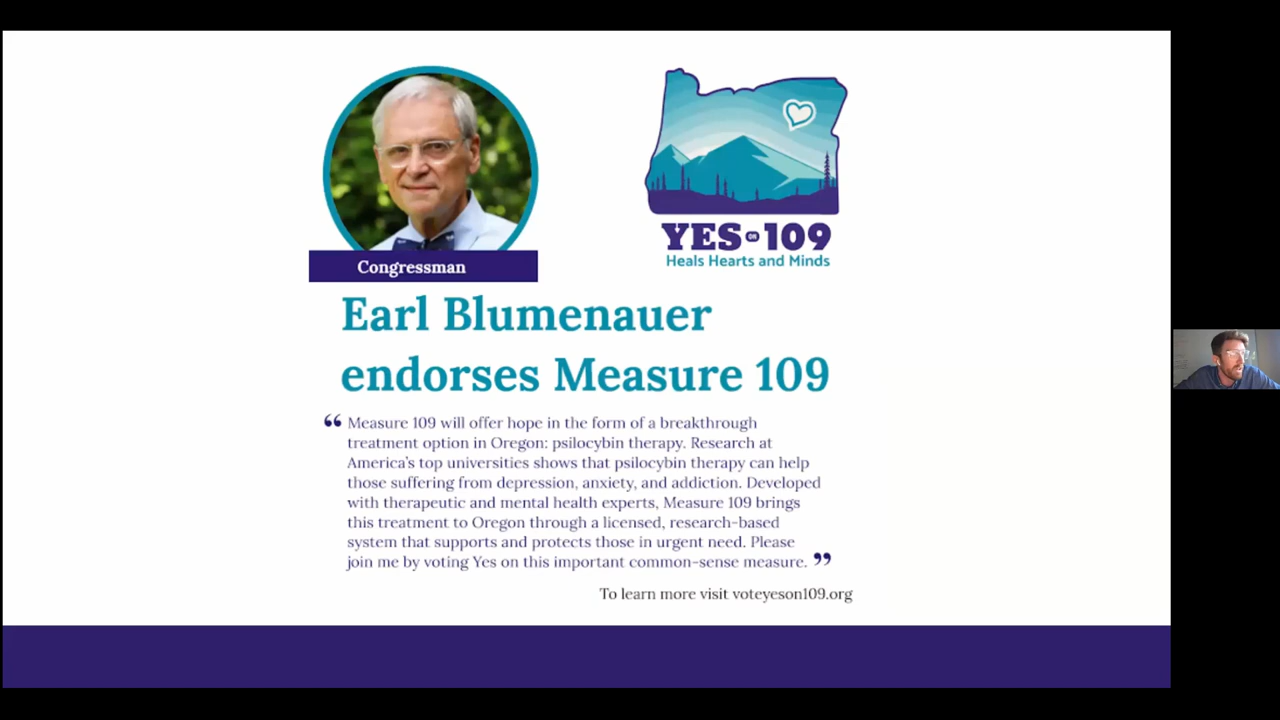 Congressman
YES ON 109
Heals Hearts and Minds
Earl Blumenauer
endorses Measure 109
“ Measure 109 will offer hope in the form of a breakthrough
treatment option in Oregon: psilocybin therapy. Research at
America’s top universities shows that psilocybin therapy can help
those suffering from depression, anxiety, and addiction. Developed
with therapeutic and mental health experts, Measure 109 brings
this treatment to Oregon through a licensed, research-based
system that supports and protects those in urgent need. Please
join me by voting Yes on this important common-sense measure. ”
To learn more visit voteyeson109.org